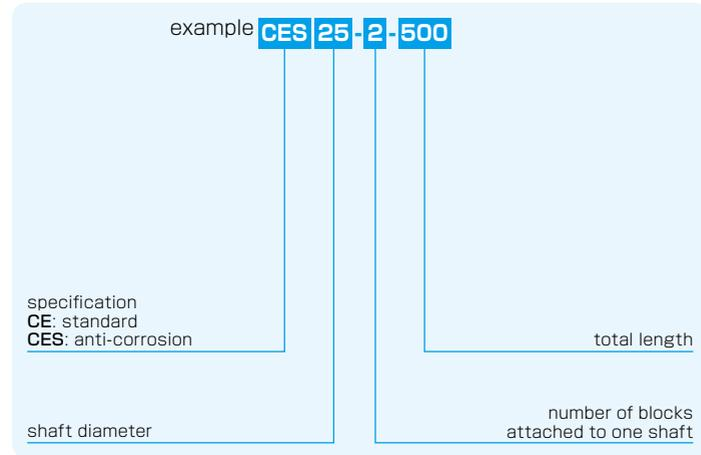 example CES 25 - 2 - 500
specification
CE: standard
CES: anti-corrosion
total length
shaft diameter
number of blocks
attached to one shaft